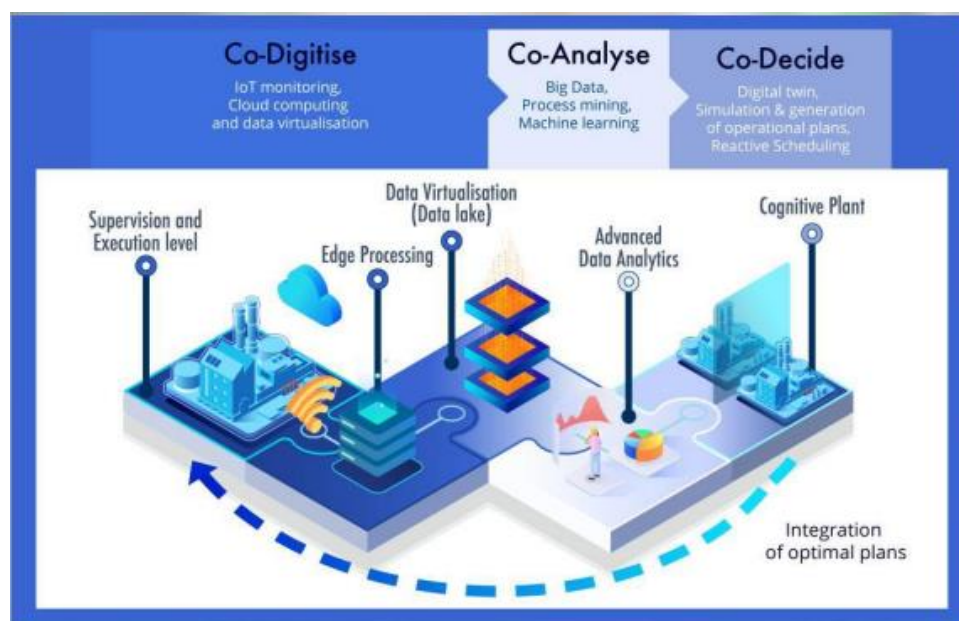 Co-Digitise
IoT monitoring,
Cloud computing
and data virtualisation
Co-Analyse
Big Data,
Process mining,
Machine learning
Co-Decide
Digital twin,
Simulation & generation
of operational plans,
Reactive Scheduling
Supervision and
Execution level
Edge Processing
Data Virtualisation
(Data lake)
Advanced
Data Analytics
Cognitive Plant
Integration
of optimal plans